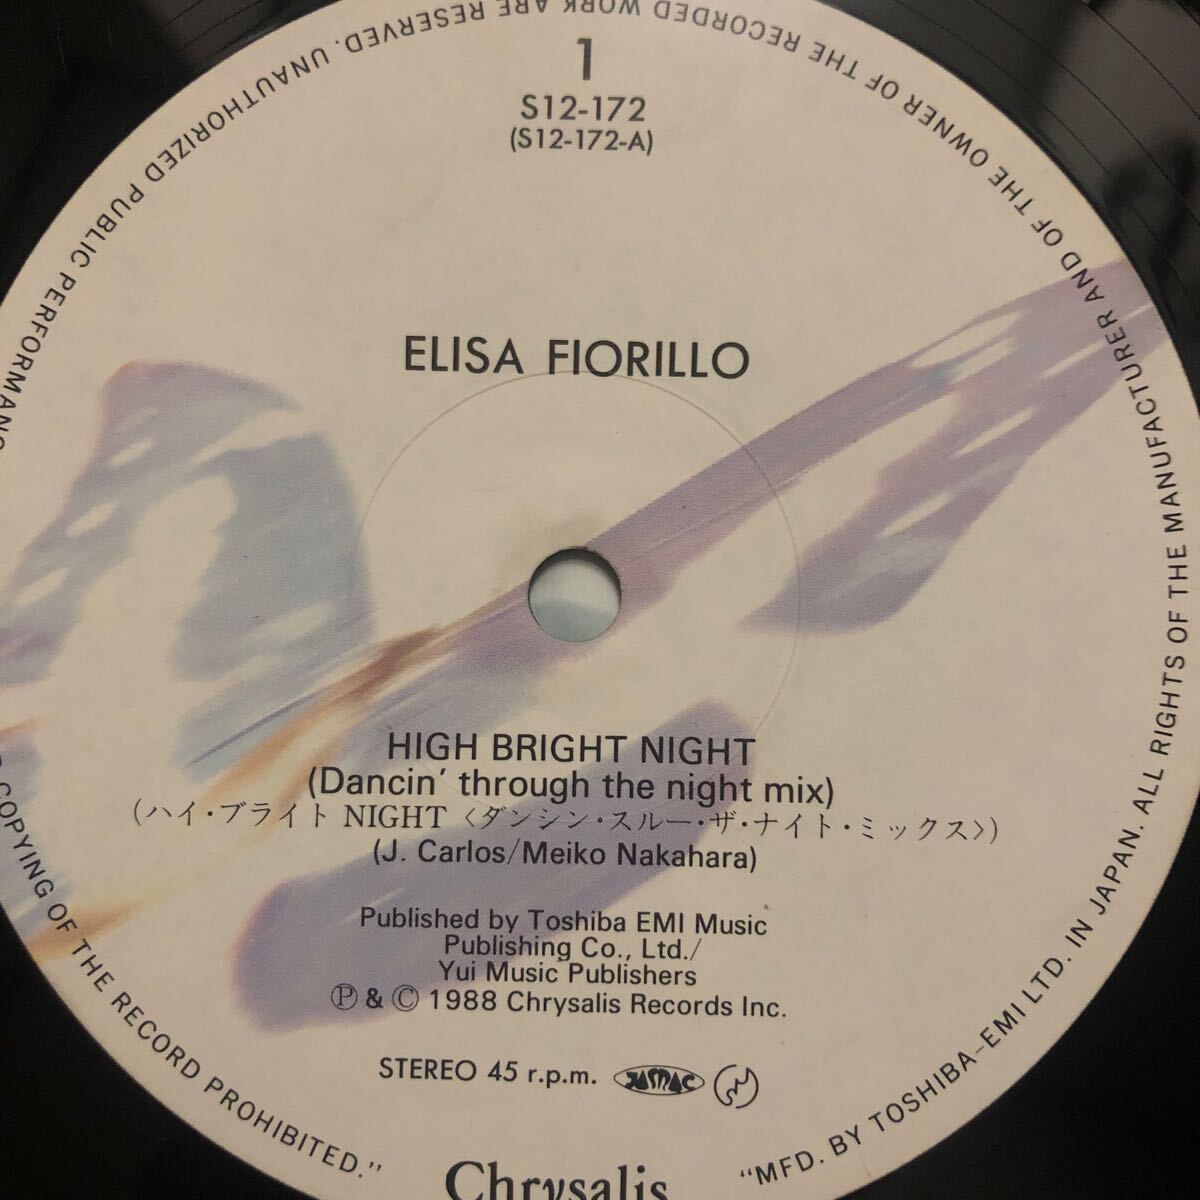 1
S12-172
(S12-172-A)
ELISA FIORILLO
HIGH BRIGHT NIGHT
(Dancin' through the night mix)
(ハイ・ブライト NIGHT 〈ダンシン・スルー・ザ・ナイト・ミックス〉)
(J. Carlos/Meiko Nakahara)
Published by Toshiba EMI Music
Publishing Co., Ltd./
Yui Music Publishers
Ⓟ & © 1988 Chrysalis Records Inc.
STEREO 45 r.p.m. JASRAC
Chrysalis
“MFD. BY TOSHIBA-EMI LTD. IN JAPAN. ALL RIGHTS OF THE MANUFACTURER AND OF THE OWNER OF THE RECORDED WORK ARE RESERVED. UNAUTHORIZED PUBLIC COPYING OF THE RECORD PROHIBITED.”